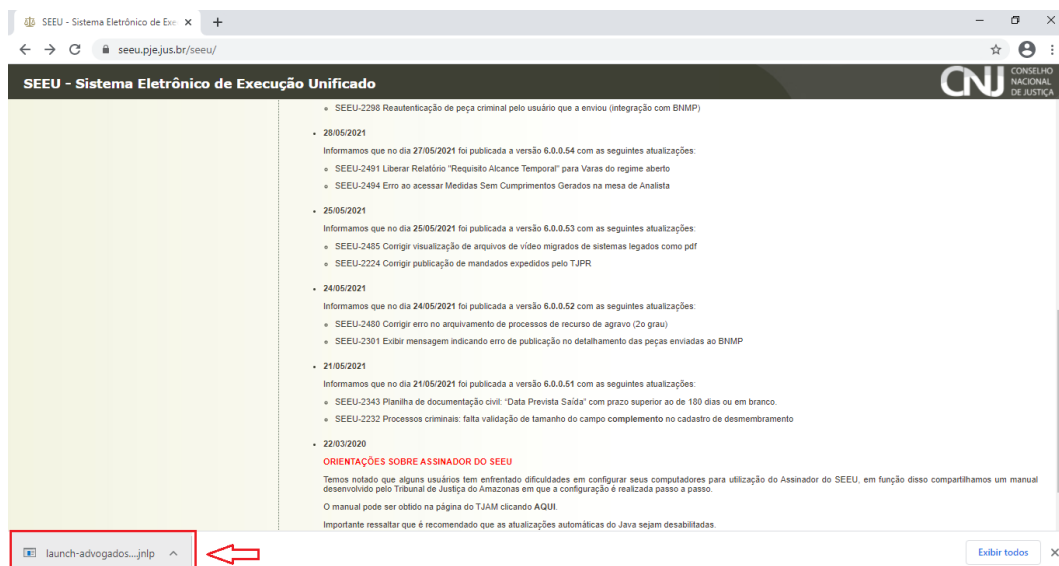 SEEU - Sistema Eletrônico de Exe
seeu.pje.jus.br/seeu/
SEEU - Sistema Eletrônico de Execução Unificado
CNJ CONSELHO
NACIONAL
DE JUSTIÇA
SEEU-2298 Reautenticação de peça criminal pelo usuário que a enviou (integração com BNMP)
28/05/2021
Informamos que no dia 27/05/2021 foi publicada a versão 6.0.0.54 com as seguintes atualizações:
SEEU-2491 Liberar Relatório "Requisito Alcance Temporal" para Varas do regime aberto
SEEU-2494 Erro ao acessar Medidas Sem Cumprimentos Gerados na mesa de Analista
25/05/2021
Informamos que no dia 25/05/2021 foi publicada a versão 6.0.0.53 com as seguintes atualizações:
SEEU-2485 Corrigir visualização de arquivos de vídeo migrados de sistemas legados como pdf
SEEU-2224 Corrigir publicação de mandados expedidos pelo TJPR
24/05/2021
Informamos que no dia 24/05/2021 foi publicada a versão 6.0.0.52 com as seguintes atualizações:
SEEU-2480 Corrigir erro no arquivamento de processos de recurso de agravo (2o grau)
SEEU-2301 Exibir mensagem indicando erro de publicação no detalhamento das peças enviadas ao BNMP
21/05/2021
Informamos que no dia 21/05/2021 foi publicada a versão 6.0.0.51 com as seguintes atualizações:
SEEU-2343 Planilha de documentação civil: "Data Prevista Saída" com prazo superior ao de 180 dias ou em branco.
SEEU-2232 Processos criminais: falta validação de tamanho do campo complemento no cadastro de desmembramento
22/03/2020
ORIENTAÇÕES SOBRE ASSINADOR DO SEEU
Temos notado que alguns usuários tem enfrentado dificuldades em configurar seus computadores para utilização do Assinador do SEEU, em função disso compartilhamos um manual
desenvolvido pelo Tribunal de Justiça do Amazonas em que a configuração é realizada passo a passo.
O manual pode ser obtido na página do TJAM clicando AQUI.
Importante ressaltar que é recomendado que as atualizações automáticas do Java sejam desabilitadas.
launch-advogados....jnlp
Exibir todos